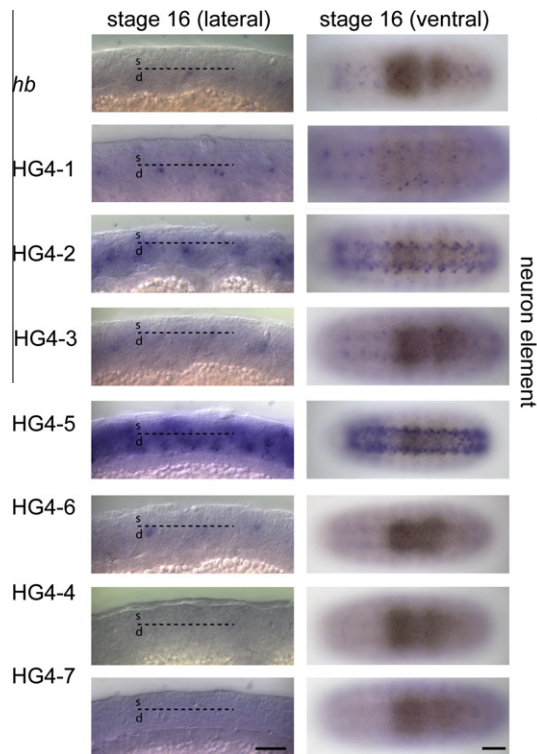 stage 16 (lateral) stage 16 (ventral)
hb
s
d
HG4-1
s
d
HG4-2
s
d
HG4-3
s
d
neuron element
HG4-5
s
d
HG4-6
s
d
HG4-4
s
d
HG4-7
s
d